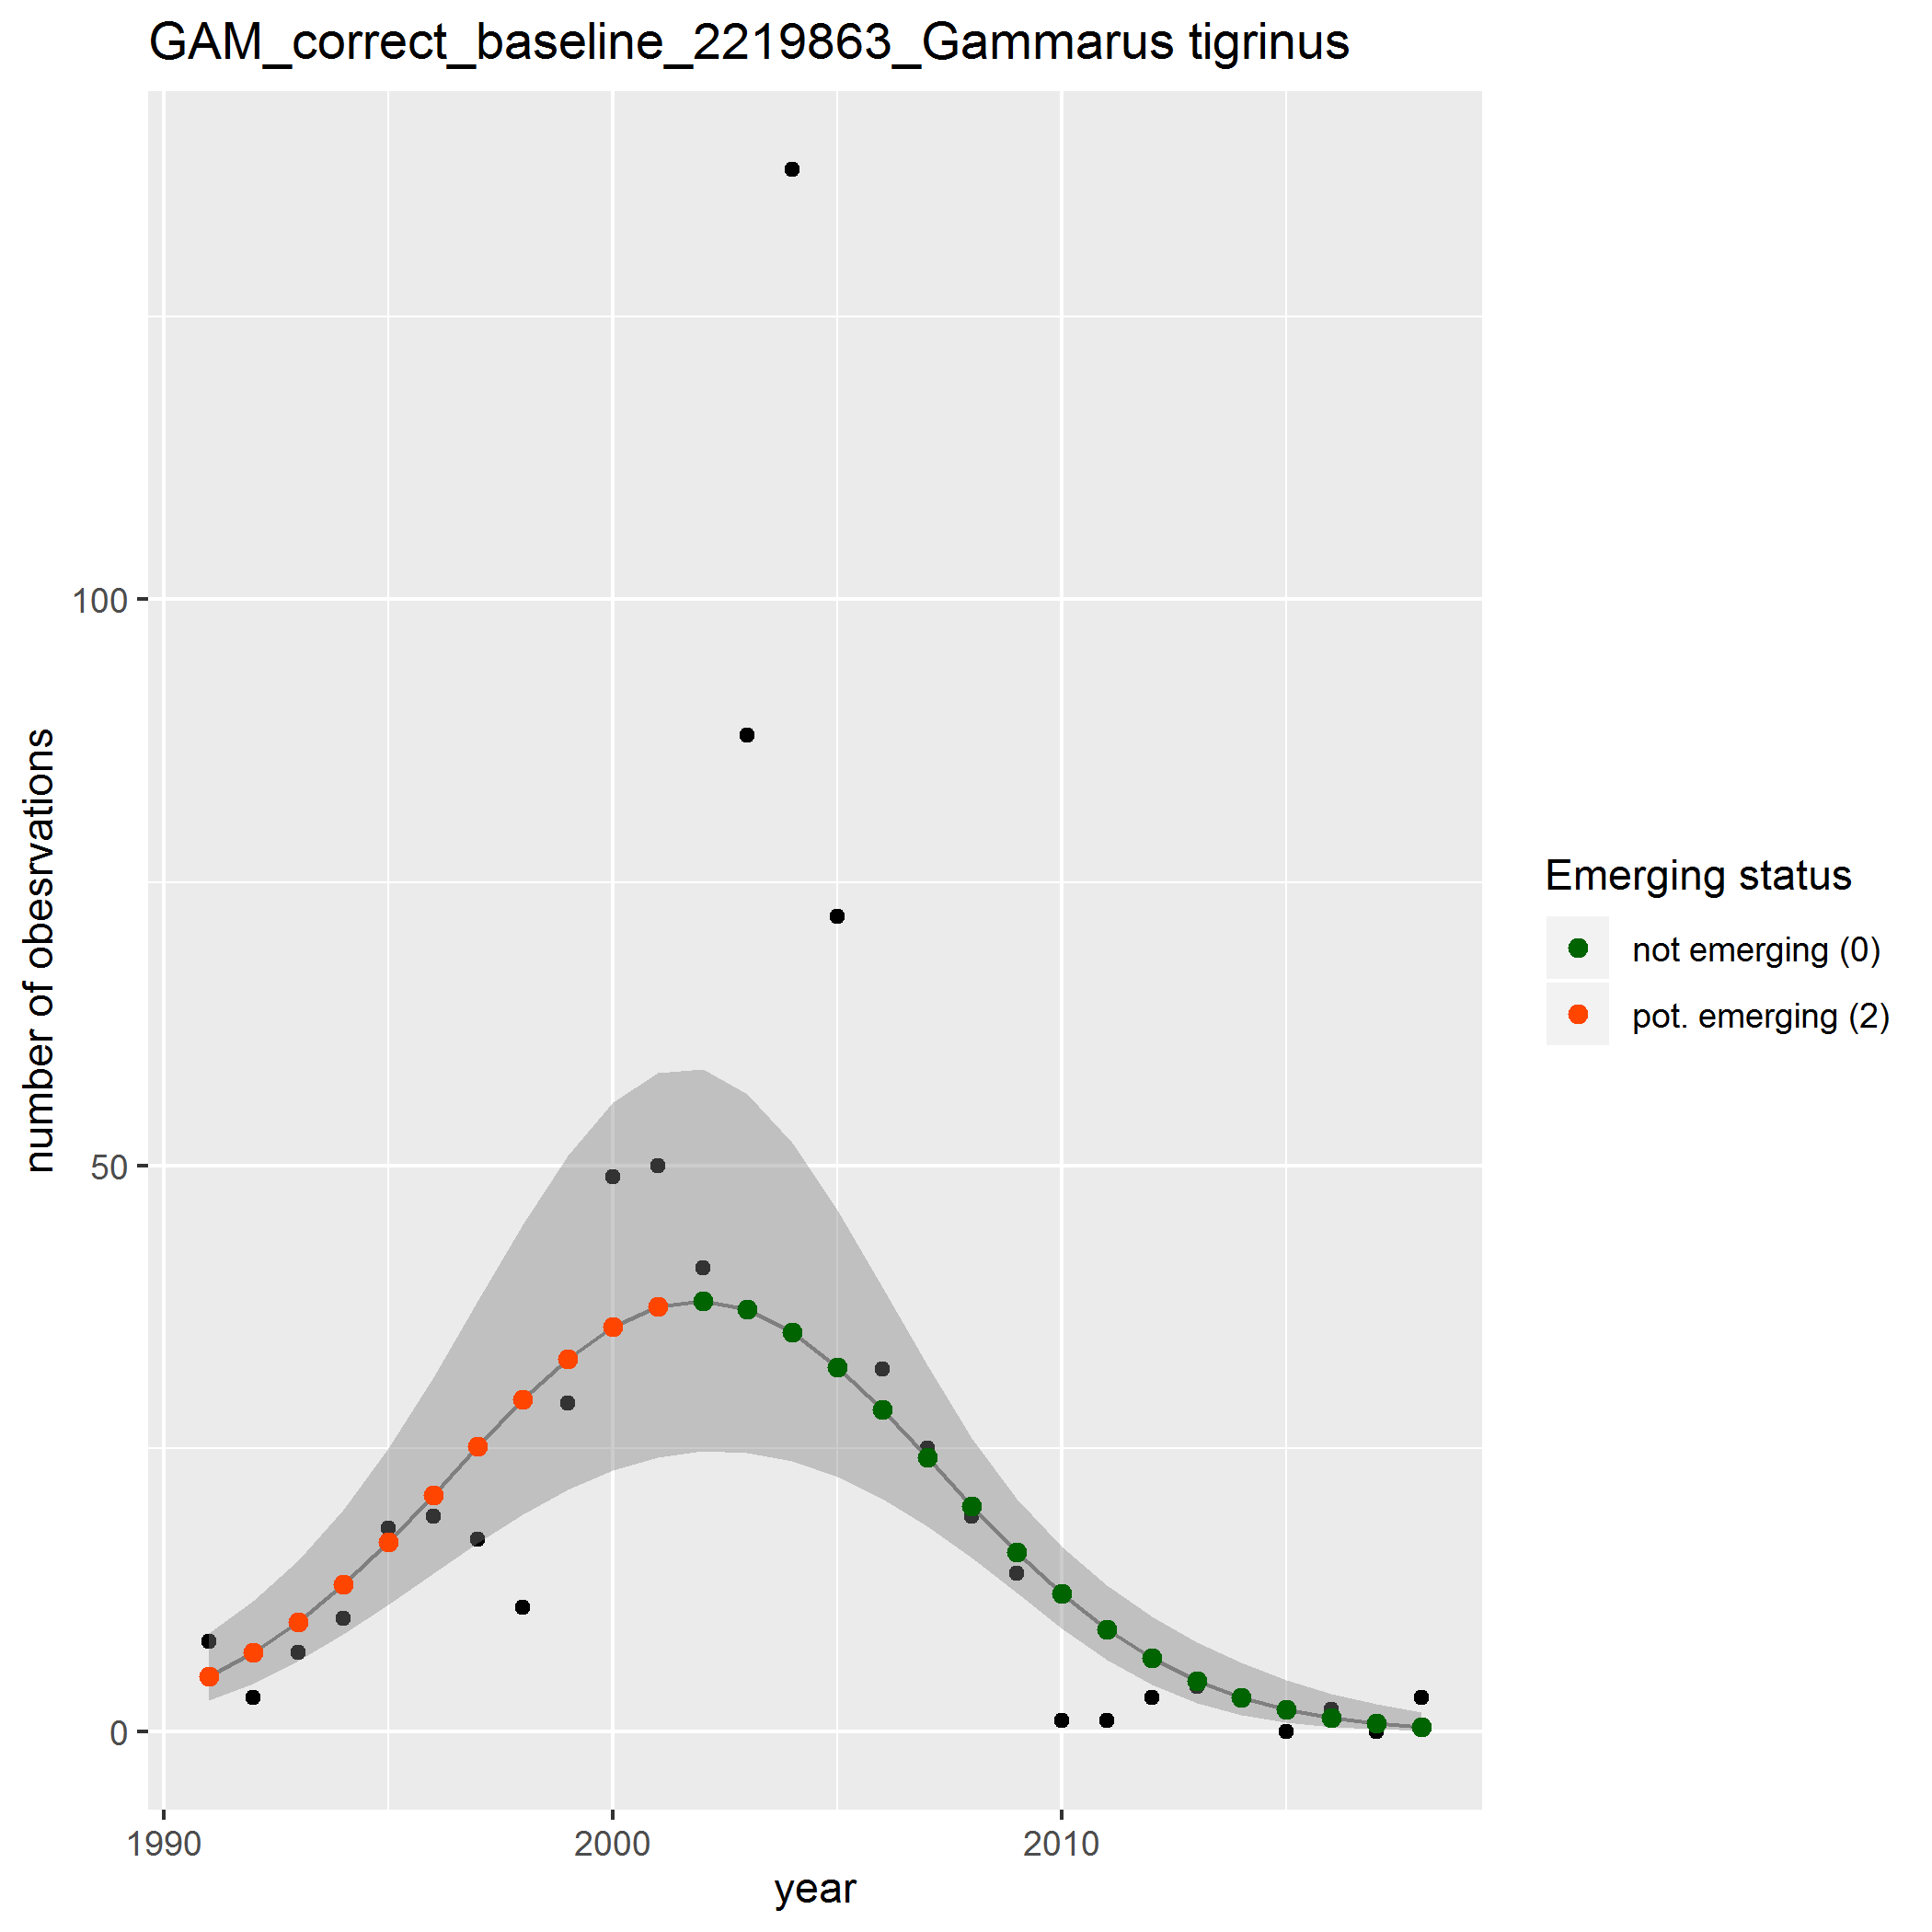 GAM_correct_baseline_2219863_Gammarus tigrinus
number of obesrvations
100
50
0
1990
2000
2010
year
Emerging status
not emerging (0)
pot. emerging (2)